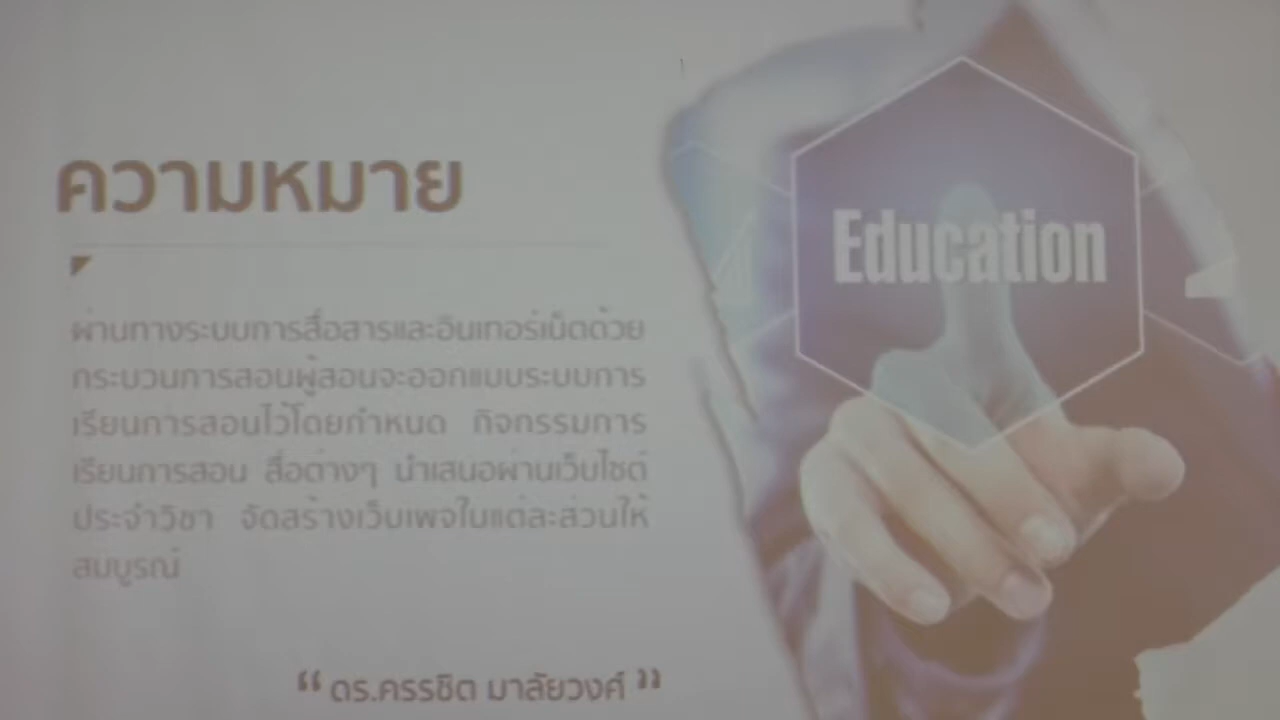 ความหมาย
ผ่านทางระบบการสื่อสารและอินเทอร์เน็ตด้วย
กระบวนการสอนผู้สอนจะออกแบบระบบการ
เรียนการสอนไว้โดยกำหนด กิจกรรมการ
เรียนการสอน สื่อต่างๆ นำเสนอผ่านเว็บไซต์
ประจำวิชา จัดสร้างเว็บเพจในแต่ละส่วนให้
สมบูรณ์
“ ดร.ครรชิต มาลัยวงศ์ ”
Education